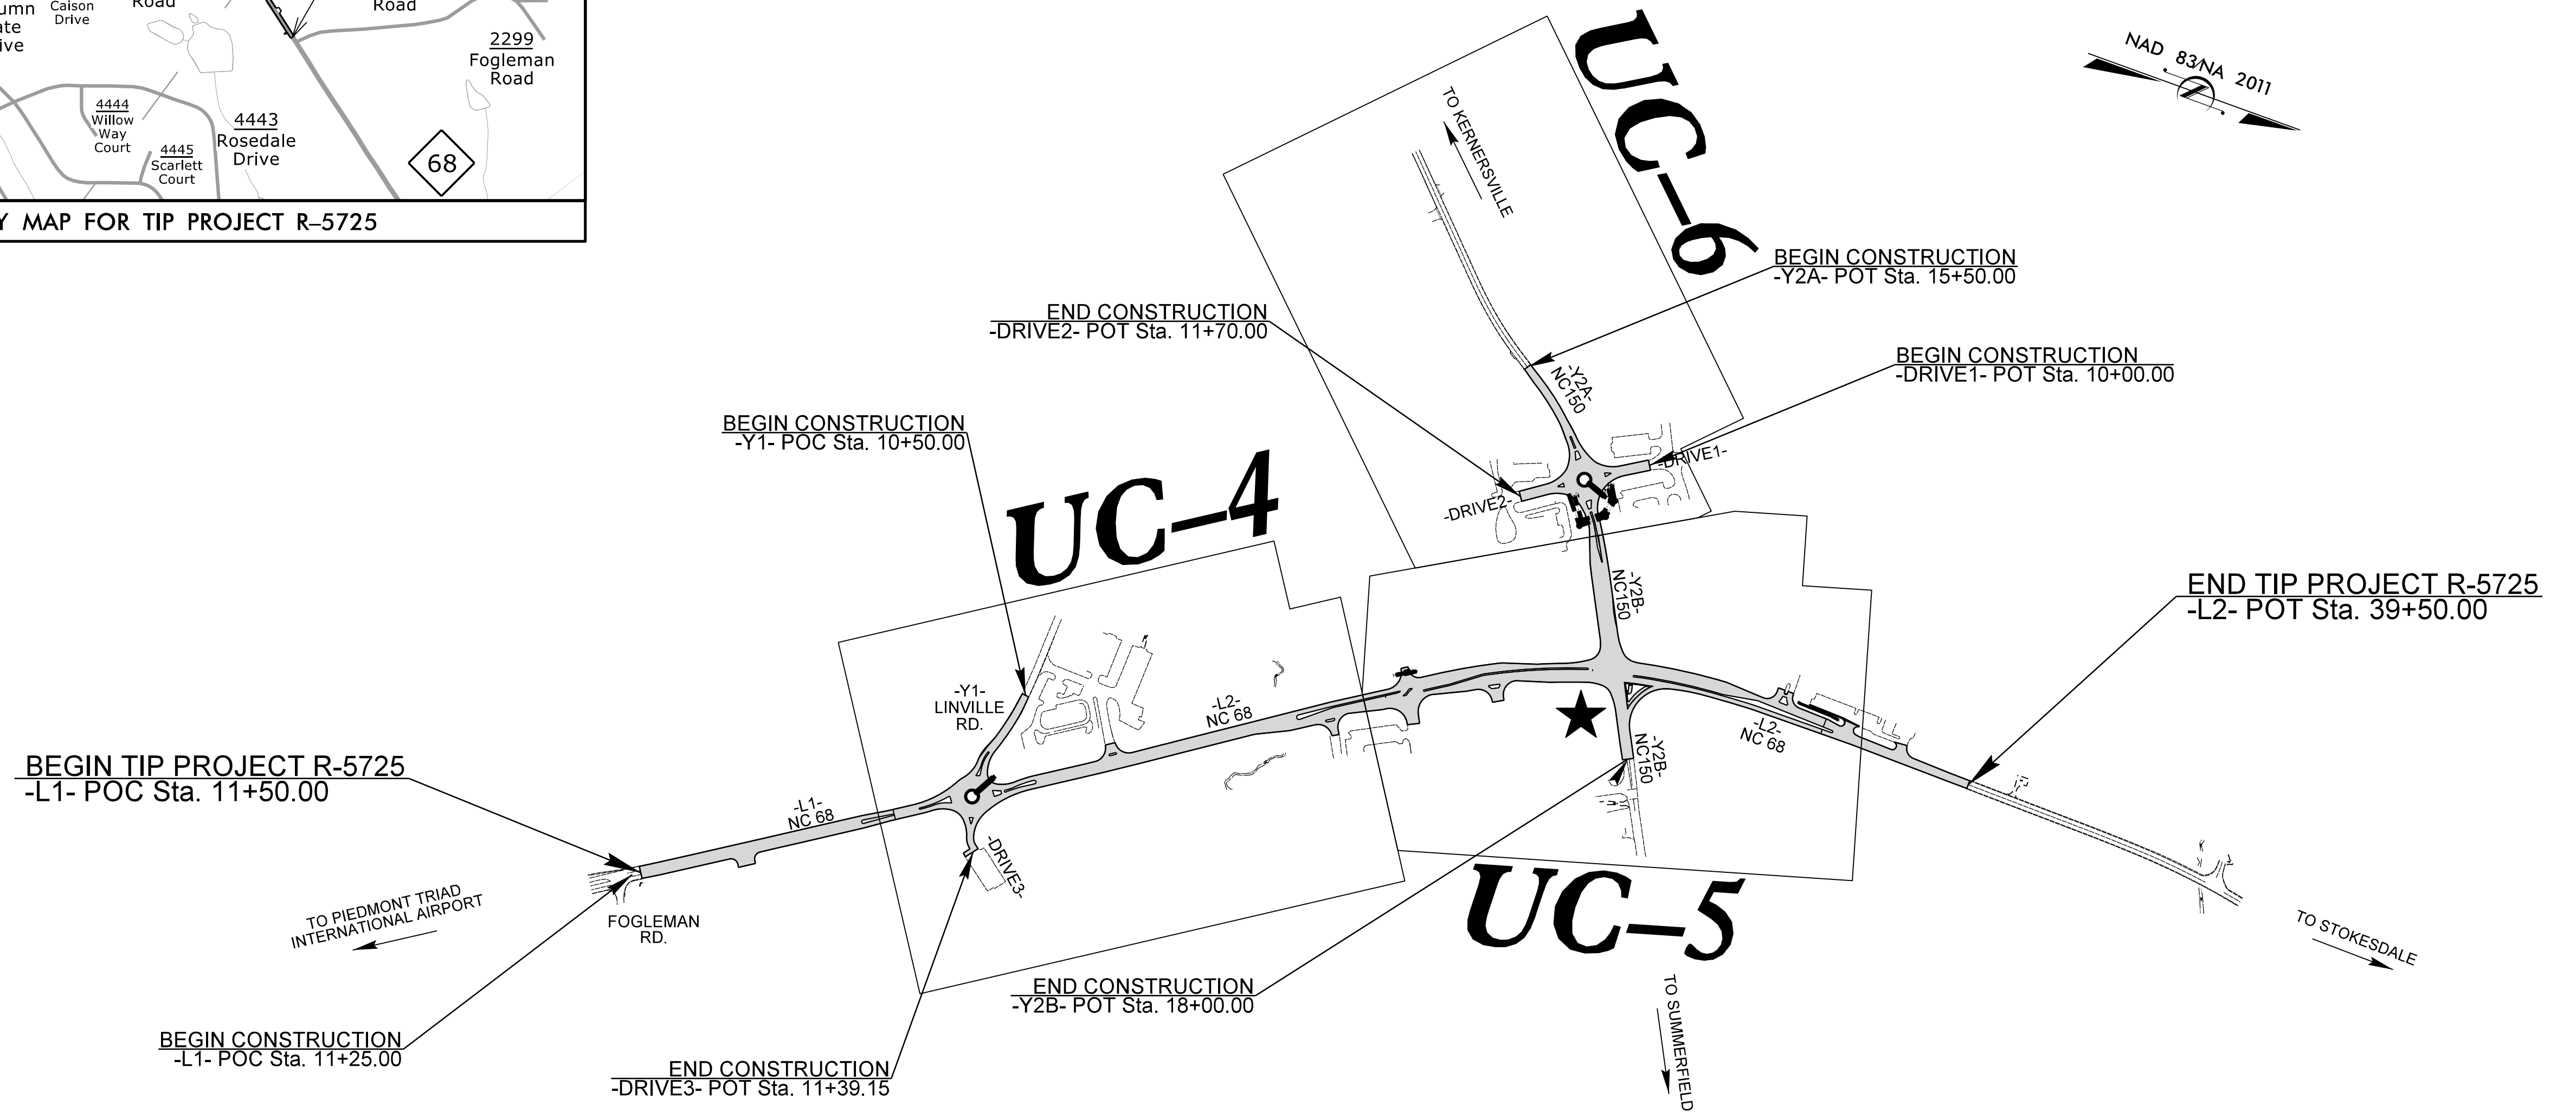 Caison
Drive
Road
Road
2299
Fogleman
Road
4444
Willow
Way
Court
4445
Scarlett
Court
4443
Rosedale
Drive
68
MAP FOR TIP PROJECT R–5725
NAD 83/NA 2011
UC–6
TO KERNERSVILLE
BEGIN CONSTRUCTION
-Y2A- POT Sta. 15+50.00
END CONSTRUCTION
-DRIVE2- POT Sta. 11+70.00
BEGIN CONSTRUCTION
-DRIVE1- POT Sta. 10+00.00
-Y2A-
NC150
BEGIN CONSTRUCTION
-Y1- POC Sta. 10+50.00
-DRIVE1-
-DRIVE2-
UC–4
-Y2B-
NC150
END TIP PROJECT R-5725
-L2- POT Sta. 39+50.00
-Y1-
LINVILLE
RD.
-L2-
NC 68
-L2-
NC 68
-Y2B-
NC150
BEGIN TIP PROJECT R-5725
-L1- POC Sta. 11+50.00
-L1-
NC 68
-DRIVE3-
UC–5
TO PIEDMONT TRIAD
INTERNATIONAL AIRPORT
FOGLEMAN
RD.
TO STOKESDALE
END CONSTRUCTION
-Y2B- POT Sta. 18+00.00
TO SUMMERFIELD
BEGIN CONSTRUCTION
-L1- POC Sta. 11+25.00
END CONSTRUCTION
-DRIVE3- POT Sta. 11+39.15